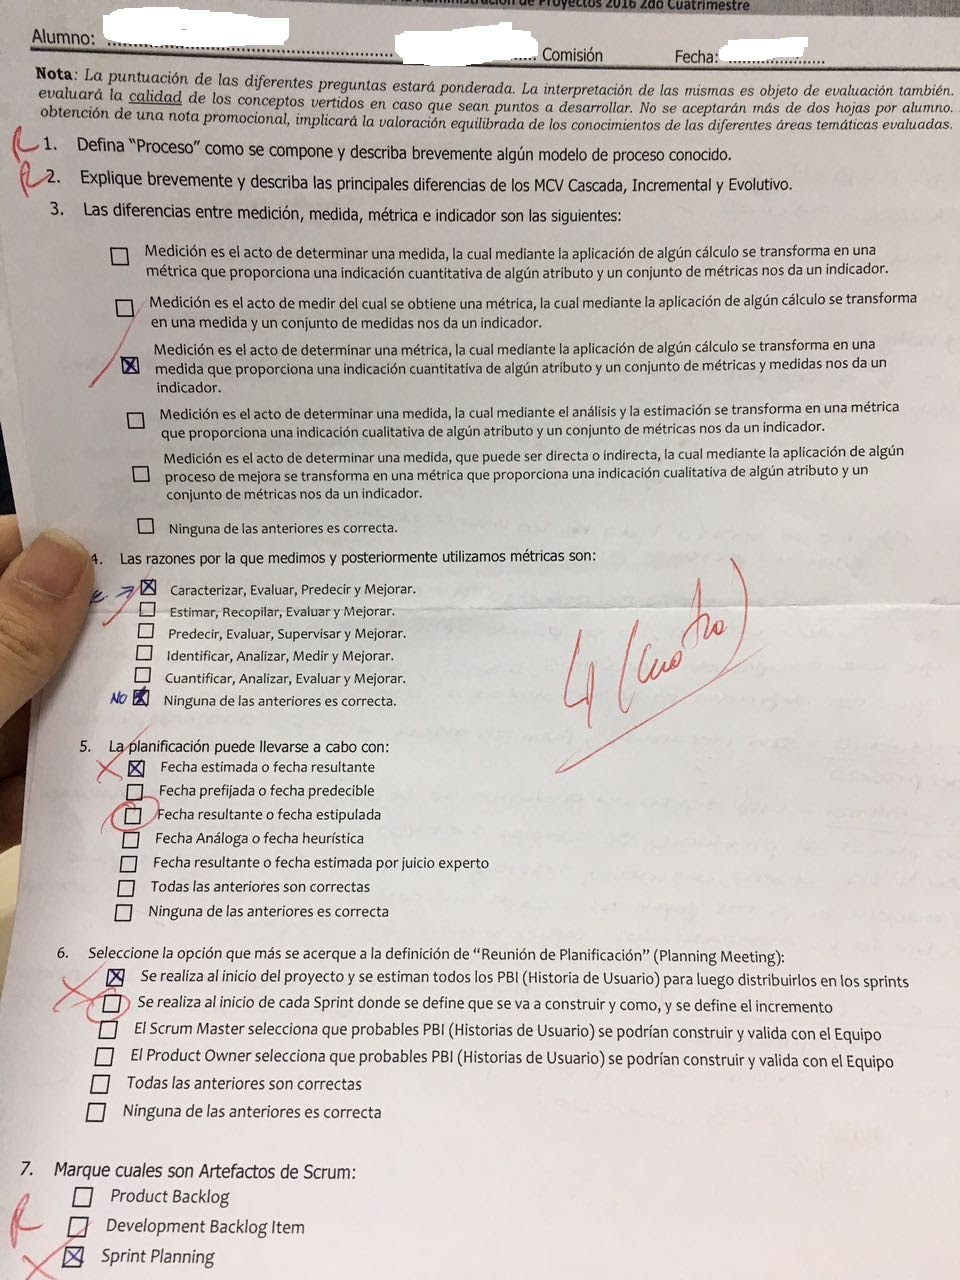 de Proyectos 2016 2do Cuatrimestre
Alumno: Comisión Fecha:
Nota: La puntuación de las diferentes preguntas estará ponderada. La interpretación de las mismas es objeto de evaluación también.
evaluará la calidad de los conceptos vertidos en caso que sean puntos a desarrollar. No se aceptarán más de dos hojas por alumno.
obtención de una nota promocional, implicará la valoración equilibrada de los conocimientos de las diferentes áreas temáticas evaluadas.
R 1. Defina "Proceso" como se compone y describa brevemente algún modelo de proceso conocido.
R 2. Explique brevemente y describa las principales diferencias de los MCV Cascada, Incremental y Evolutivo.
3. Las diferencias entre medición, medida, métrica e indicador son las siguientes:
Medición es el acto de determinar una medida, la cual mediante la aplicación de algún cálculo se transforma en una
métrica que proporciona una indicación cuantitativa de algún atributo y un conjunto de métricas nos da un indicador.
Medición es el acto de medir del cual se obtiene una métrica, la cual mediante la aplicación de algún cálculo se transforma
en una medida y un conjunto de medidas nos da un indicador.
Medición es el acto de determinar una métrica, la cual mediante la aplicación de algún cálculo se transforma en una
medida que proporciona una indicación cuantitativa de algún atributo y un conjunto de métricas y medidas nos da un
indicador.
Medición es el acto de determinar una medida, la cual mediante el análisis y la estimación se transforma en una métrica
que proporciona una indicación cualitativa de algún atributo y un conjunto de métricas nos da un indicador.
Medición es el acto de determinar una medida, que puede ser directa o indirecta, la cual mediante la aplicación de algún
proceso de mejora se transforma en una métrica que proporciona una indicación cualitativa de algún atributo y un
conjunto de métricas nos da un indicador.
Ninguna de las anteriores es correcta.
4. Las razones por la que medimos y posteriormente utilizamos métricas son:
Caracterizar, Evaluar, Predecir y Mejorar.
Estimar, Recopilar, Evaluar y Mejorar.
Predecir, Evaluar, Supervisar y Mejorar.
Identificar, Analizar, Medir y Mejorar.
Cuantificar, Analizar, Evaluar y Mejorar.
NO Ninguna de las anteriores es correcta.
4 (cuatro)
5. La planificación puede llevarse a cabo con:
Fecha estimada o fecha resultante
Fecha prefijada o fecha predecible
Fecha resultante o fecha estipulada
Fecha Análoga o fecha heurística
Fecha resultante o fecha estimada por juicio experto
Todas las anteriores son correctas
Ninguna de las anteriores es correcta
6. Seleccione la opción que más se acerque a la definición de "Reunión de Planificación" (Planning Meeting):
Se realiza al inicio del proyecto y se estiman todos los PBI (Historia de Usuario) para luego distribuirlos en los sprints
Se realiza al inicio de cada Sprint donde se define que se va a construir y como, y se define el incremento
El Scrum Master selecciona que probables PBI (Historias de Usuario) se podrían construir y valida con el Equipo
El Product Owner selecciona que probables PBI (Historias de Usuario) se podrían construir y valida con el Equipo
Todas las anteriores son correctas
Ninguna de las anteriores es correcta
7. Marque cuales son Artefactos de Scrum:
Product Backlog
R Development Backlog Item
Sprint Planning